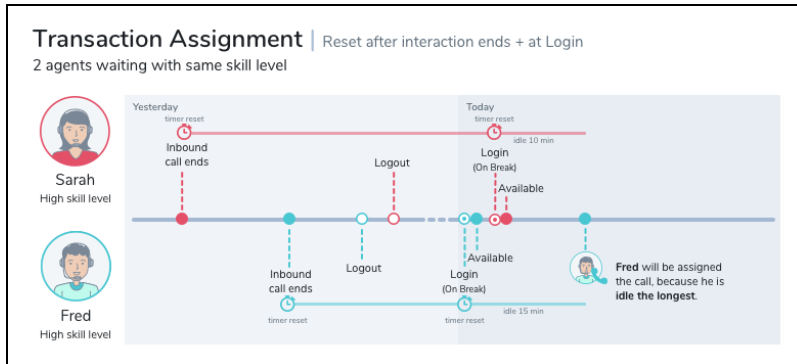 Transaction Assignment | Reset after interaction ends + at Login
2 agents waiting with same skill level
Yesterday
Today
timer reset
timer reset
idle 10 min
Inbound
call ends
Logout
Login
(On Break)
Available
Sarah
High skill level
Inbound
call ends
Logout
Login
(On Break)
Available
timer reset
timer reset
idle 15 min
Fred
High skill level
Fred will be assigned
the call, because he is
idle the longest.